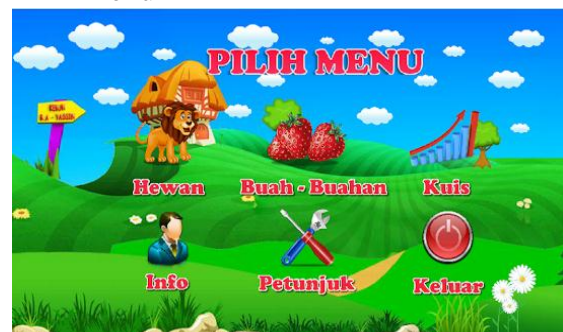 PILIH MENU
Hewan
Buah - Buahan
Kuis
Info
Petunjuk
Keluar